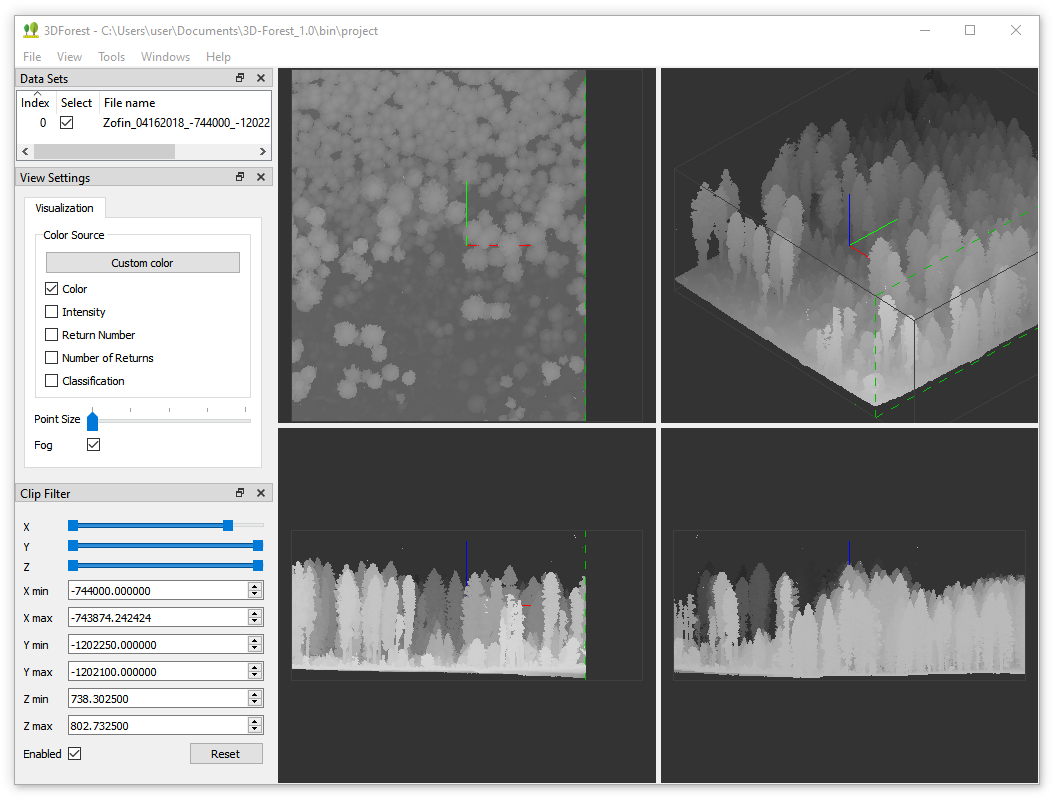 3DForest - C:\Users\user\Documents\3D-Forest_1.0\bin\project
File View Tools Windows Help
Data Sets
Index Select File name
0 Zofin_04162018_-744000_-12022
View Settings
Visualization
Color Source
Custom color
Color
Intensity
Return Number
Number of Returns
Classification
Point Size
Fog
Clip Filter
X
Y
Z
X min -744000.000000
X max -743874.242424
Y min -1202250.000000
Y max -1202100.000000
Z min 738.302500
Z max 802.732500
Enabled Reset